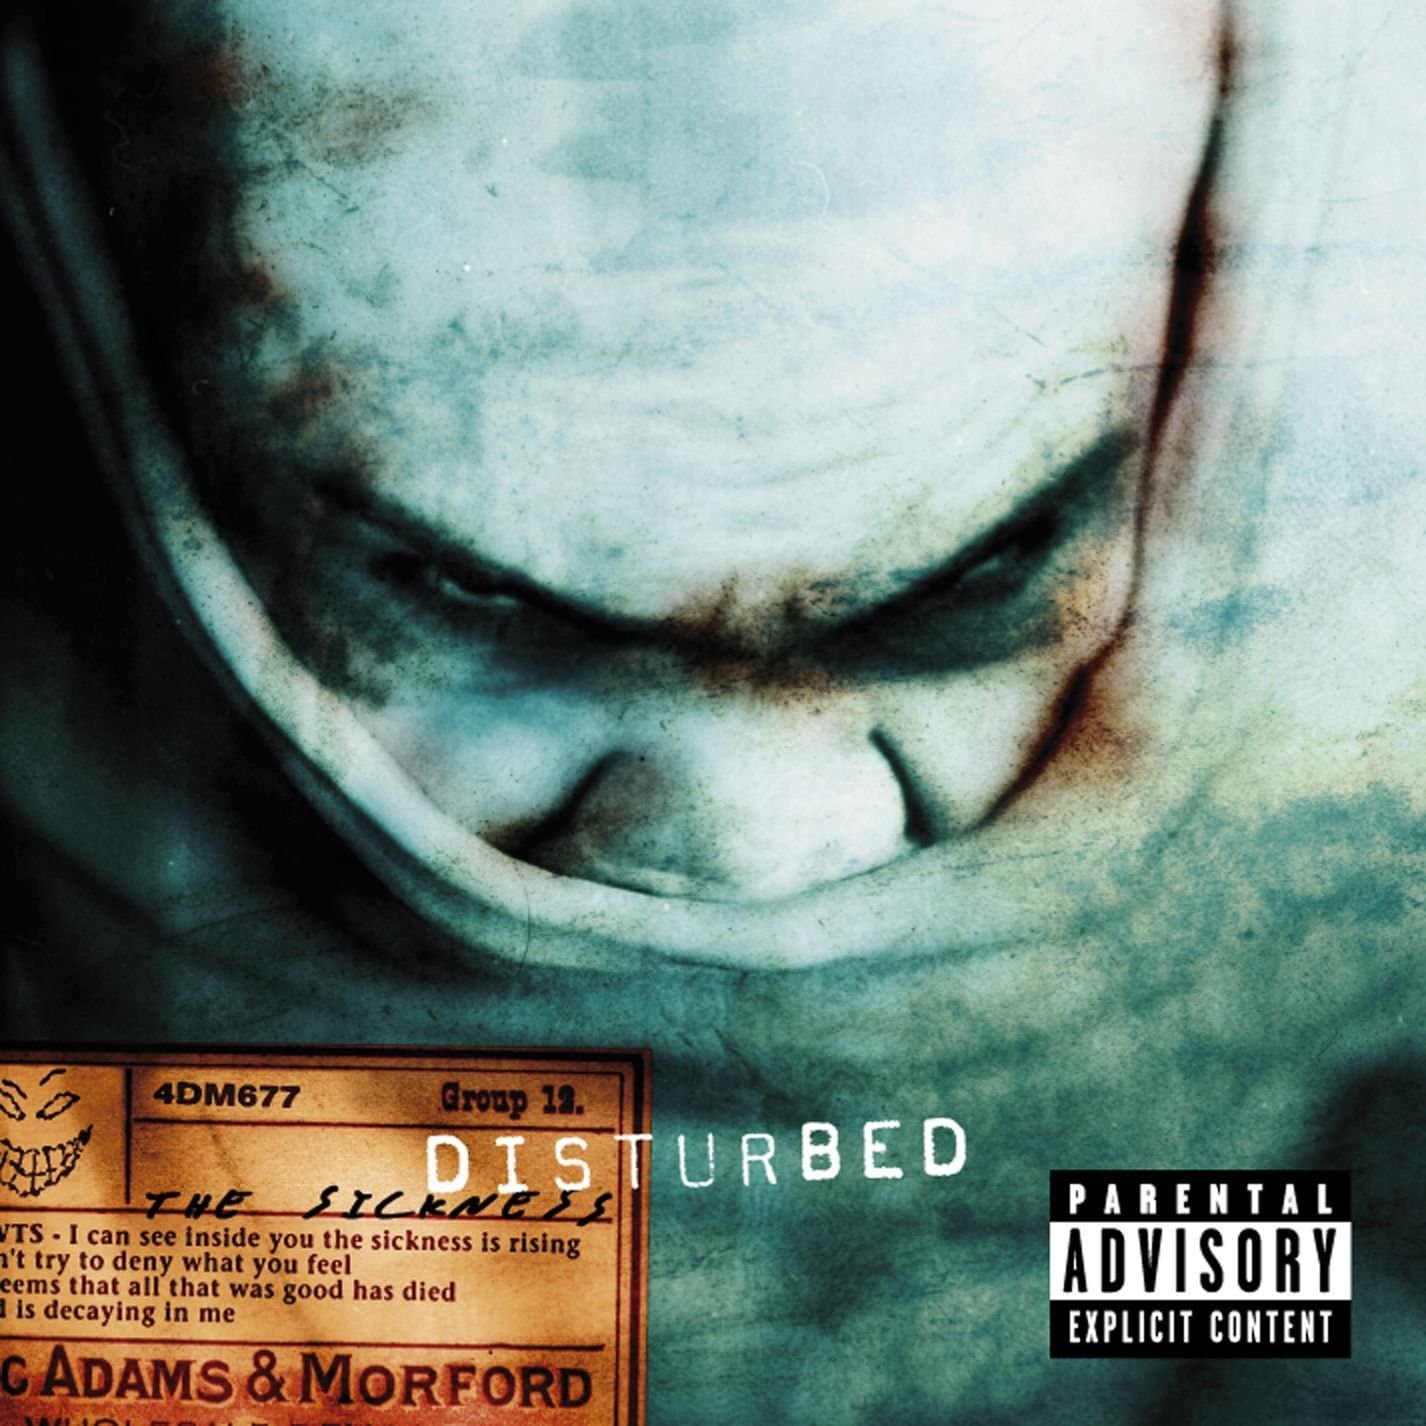 4DM677 Group 12.
DISTURBED
THE SICKNESS
VTS - I can see inside you the sickness is rising
n't try to deny what you feel
eems that all that was good has died
d is decaying in me
C ADAMS & MORFORD
PARENTAL
ADVISORY
EXPLICIT CONTENT